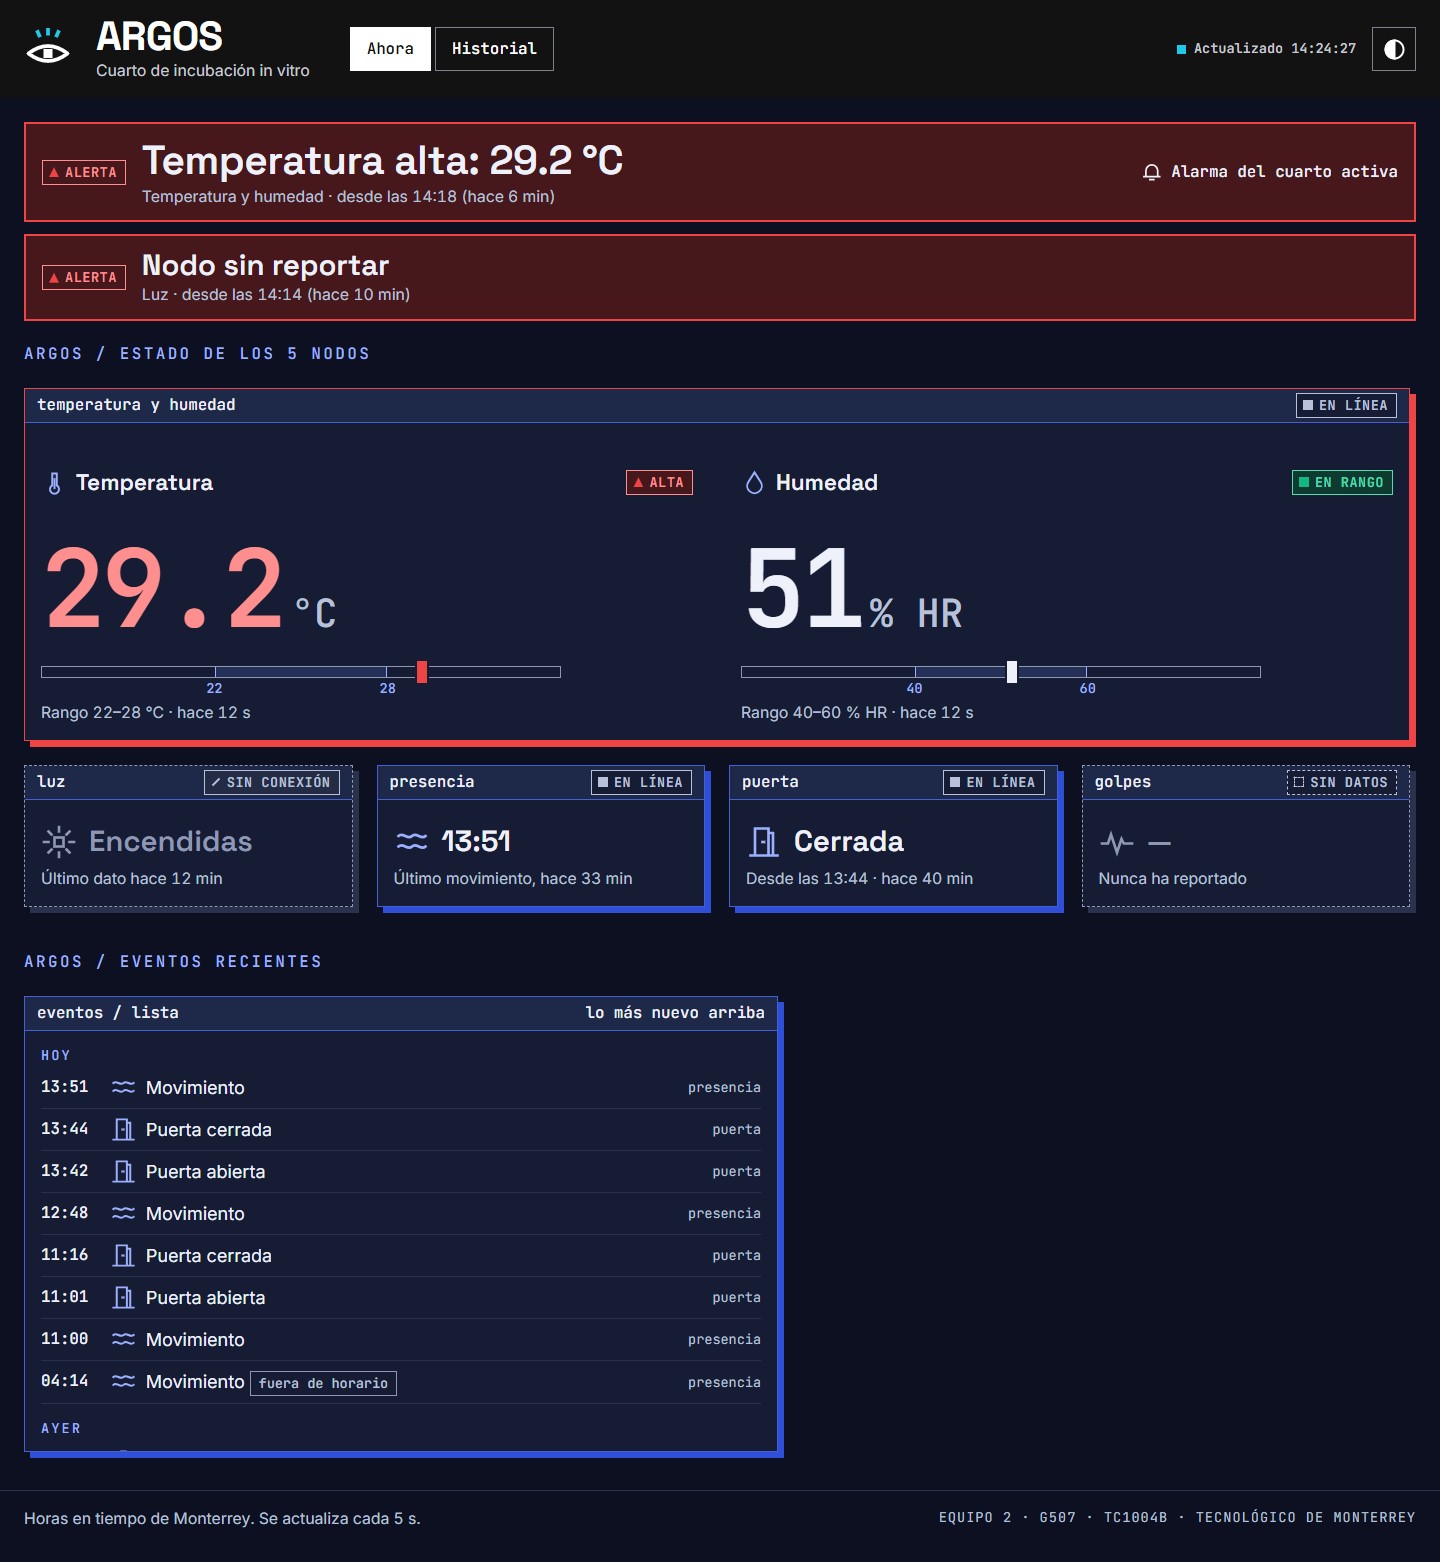 ARGOS
Cuarto de incubación in vitro
Ahora
Historial
Actualizado 14:24:27
ALERTA
Temperatura alta: 29.2 °C
Temperatura y humedad · desde las 14:18 (hace 6 min)
Alarma del cuarto activa
ALERTA
Nodo sin reportar
Luz · desde las 14:14 (hace 10 min)
ARGOS / ESTADO DE LOS 5 NODOS
temperatura y humedad
EN LÍNEA
Temperatura
ALTA
29.2 °C
22
28
Rango 22–28 °C · hace 12 s
Humedad
EN RANGO
51 % HR
40
60
Rango 40–60 % HR · hace 12 s
luz
SIN CONEXIÓN
Encendidas
Último dato hace 12 min
presencia
EN LÍNEA
13:51
Último movimiento, hace 33 min
puerta
EN LÍNEA
Cerrada
Desde las 13:44 · hace 40 min
golpes
SIN DATOS
—
Nunca ha reportado
ARGOS / EVENTOS RECIENTES
eventos / lista
lo más nuevo arriba
HOY
13:51 Movimiento presencia
13:44 Puerta cerrada puerta
13:42 Puerta abierta puerta
12:48 Movimiento presencia
11:16 Puerta cerrada puerta
11:01 Puerta abierta puerta
11:00 Movimiento presencia
04:14 Movimiento fuera de horario presencia
AYER
Horas en tiempo de Monterrey. Se actualiza cada 5 s.
EQUIPO 2 · G507 · TC1004B · TECNOLÓGICO DE MONTERREY